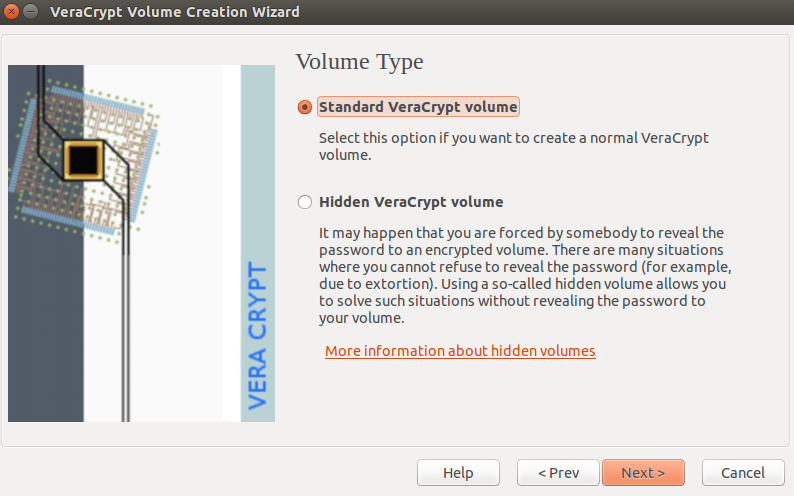 VeraCrypt Volume Creation Wizard
Volume Type
Standard VeraCrypt volume
Select this option if you want to create a normal VeraCrypt
volume.
Hidden VeraCrypt volume
It may happen that you are forced by somebody to reveal the
password to an encrypted volume. There are many situations
where you cannot refuse to reveal the password (for example,
due to extortion). Using a so-called hidden volume allows you
to solve such situations without revealing the password to
your volume.
More information about hidden volumes
VERA CRYPT
Help
< Prev
Next >
Cancel